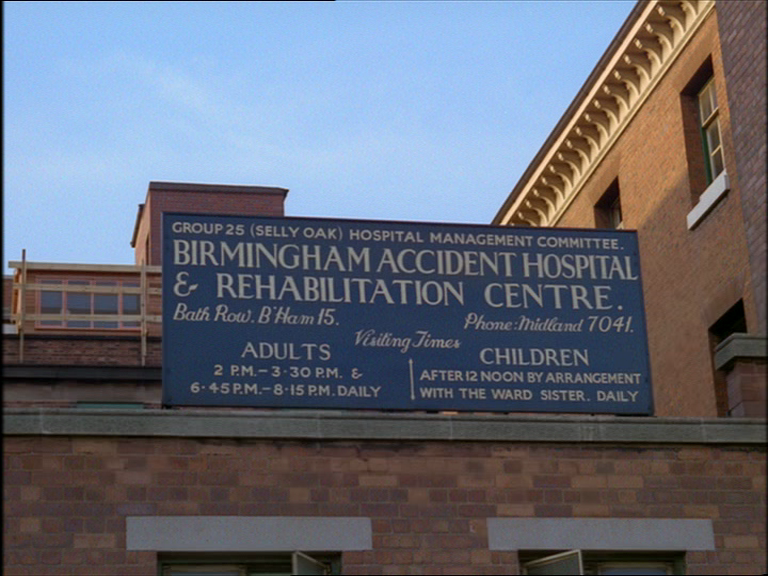 GROUP 25 (SELLY OAK) HOSPITAL MANAGEMENT COMMITTEE.
BIRMINGHAM ACCIDENT HOSPITAL
& REHABILITATION CENTRE.
Bath Row. B'Ham 15. Phone: Midland 7041.
Visiting Times
ADULTS
2 P.M. - 3·30 P.M. &
6·45 P.M. - 8·15 P.M. DAILY
CHILDREN
AFTER 12 NOON BY ARRANGEMENT
WITH THE WARD SISTER. DAILY